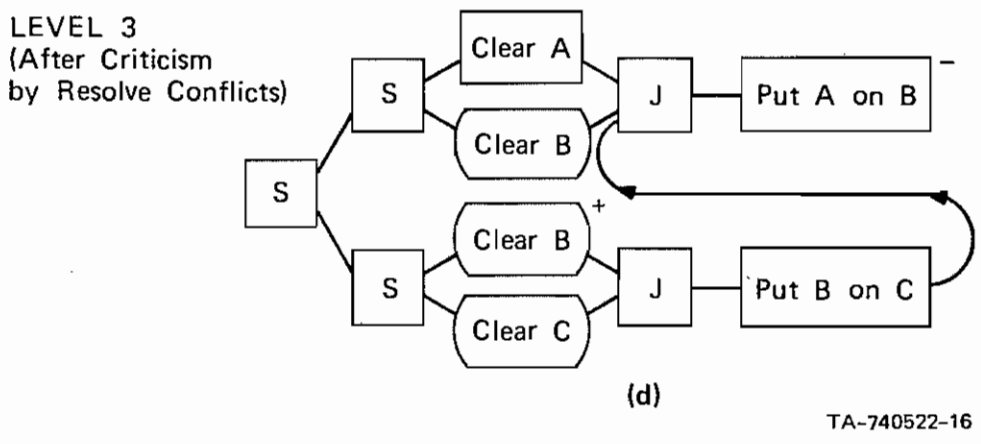 LEVEL 3
(After Criticism
by Resolve Conflicts)
Clear A
S
J
Put A on B
−
Clear B
S
+
Clear B
S
J
Put B on C
Clear C
(d)
TA-740522-16